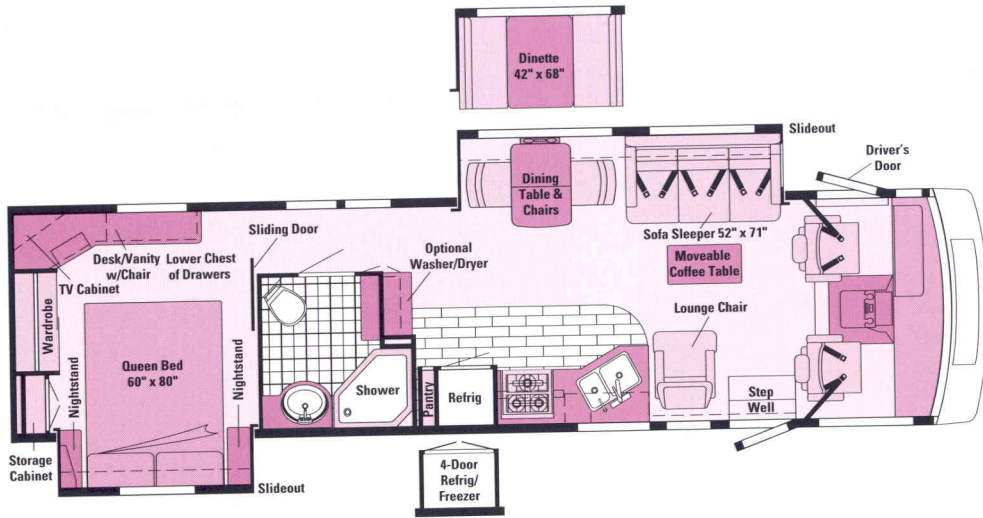 Dinette
42" x 68"
Slideout
Driver's
Door
Dining
Table &
Chairs
Sofa Sleeper 52" x 71"
Moveable
Coffee Table
Sliding Door
Optional
Washer/Dryer
Desk/Vanity
w/Chair
Lower Chest
of Drawers
TV Cabinet
Wardrobe
Lounge Chair
Queen Bed
60" x 80"
Nightstand
Nightstand
Shower
Pantry
Refrig
Step
Well
Storage
Cabinet
4-Door
Refrig/
Freezer
Slideout